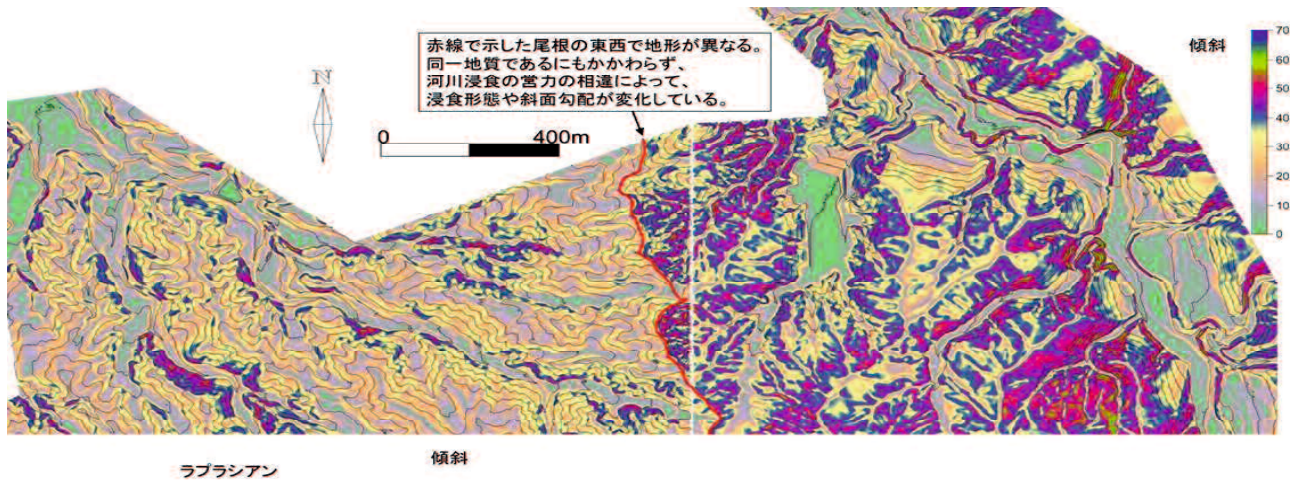 赤線で示した尾根の東西で地形が異なる。
同一地質であるにもかかわらず、
河川浸食の営力の相違によって、
浸食形態や斜面勾配が変化している。
N
0 400m
傾斜
70
60
50
40
30
20
10
0
傾斜
ラプラシアン